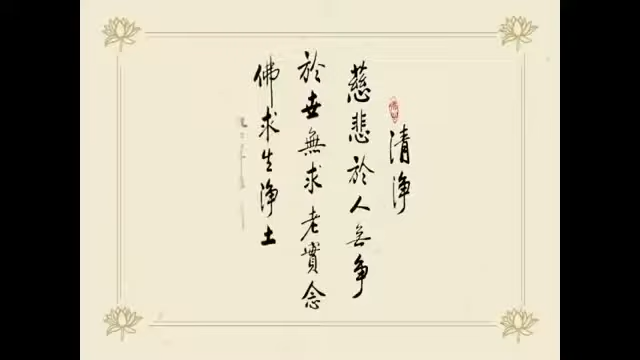 清淨
慈悲於人無争
於世無求老實念
佛求生淨土